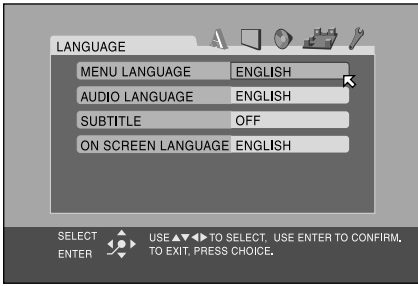 LANGUAGE
MENU LANGUAGE ENGLISH
AUDIO LANGUAGE ENGLISH
SUBTITLE OFF
ON SCREEN LANGUAGE ENGLISH
SELECT
ENTER
USE ▲▼◀▶ TO SELECT, USE ENTER TO CONFIRM.
TO EXIT, PRESS CHOICE.